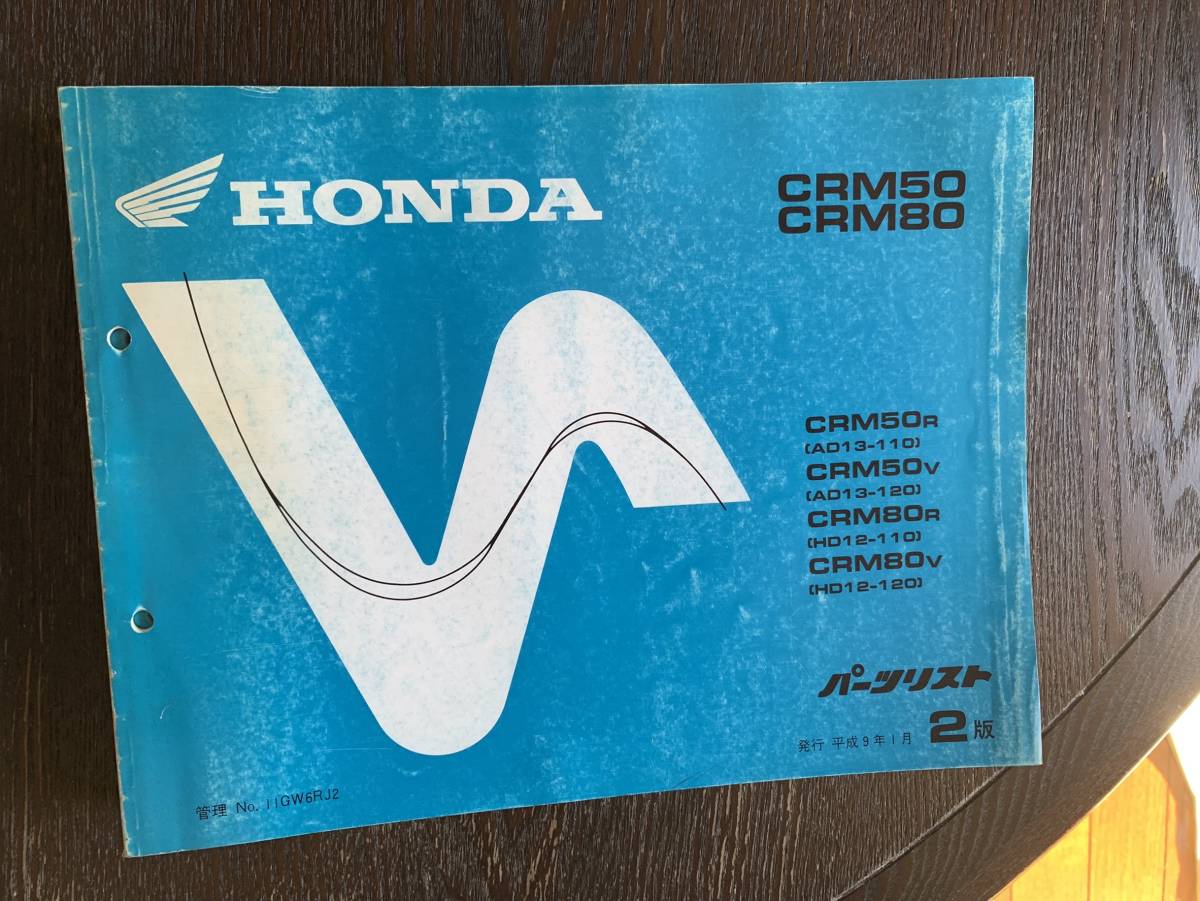 HONDA
CRM50
CRM80
CRM50R
(AD13-110)
CRM50V
(AD13-120)
CRM80R
(HD12-110)
CRM80V
(HD12-120)
パーツリスト
発行 平成9年1月 2版
管理 No. 11GW6RJ2